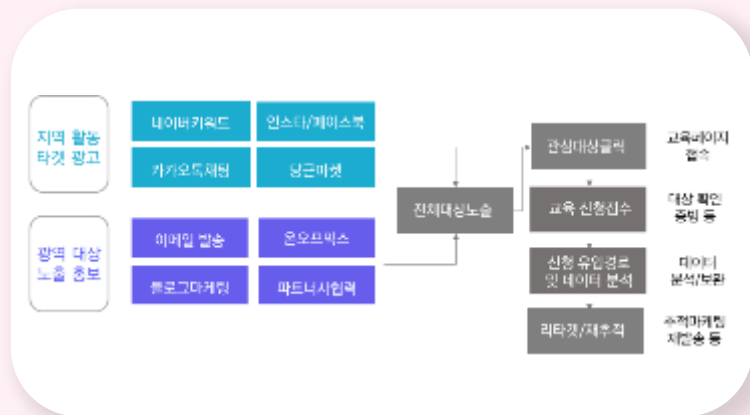 지역 활동
타겟 광고
네이버키워드
인스타/페이스북
카카오톡채팅
당근마켓
광역 대상
노출 홍보
이메일 발송
온오프믹스
블로그마케팅
파트너사협력
전체대상노출
관심대상클릭
교육페이지
접속
교육 신청접수
대상 확인
증빙 등
신청 유입경로
및 데이터 분석
데이터
분석/보완
리타겟/재추적
추적마케팅
재발송 등